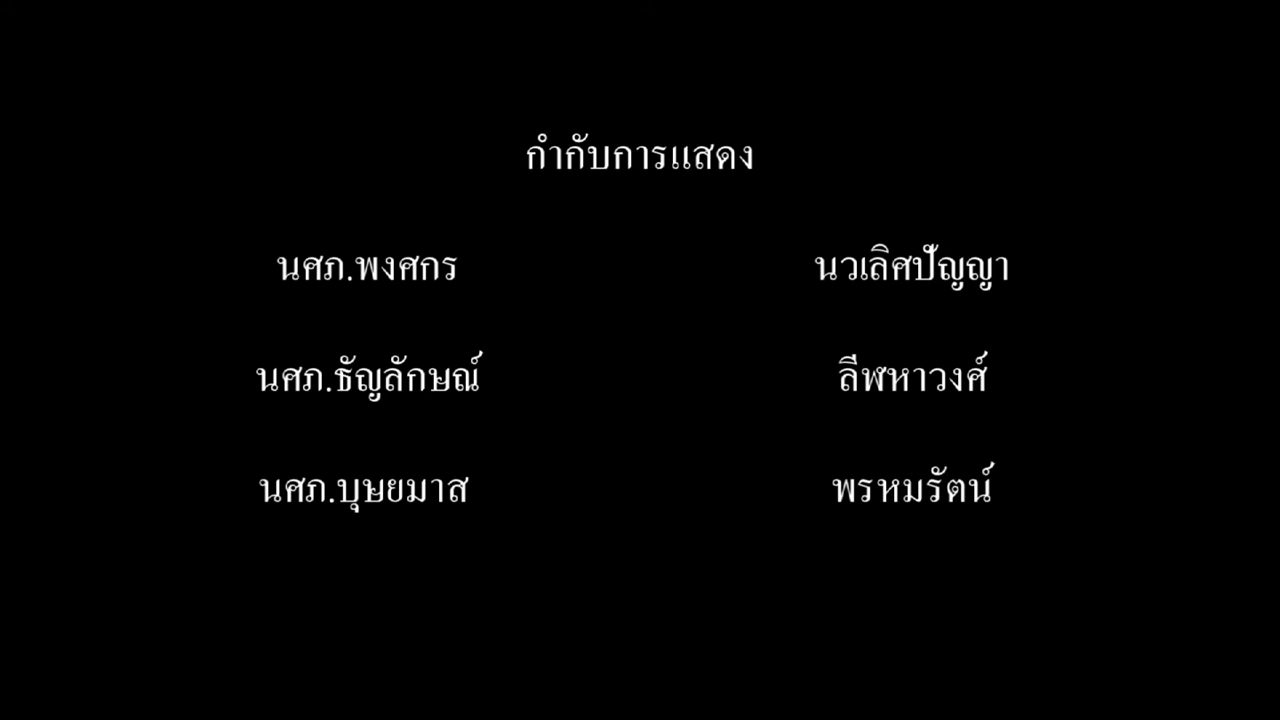 กำกับการแสดง
นศภ.พงศกร นวเลิศปัญญา
นศภ.ธัญลักษณ์ ลีฬหาวงศ์
นศภ.บุษยมาส พรหมรัตน์